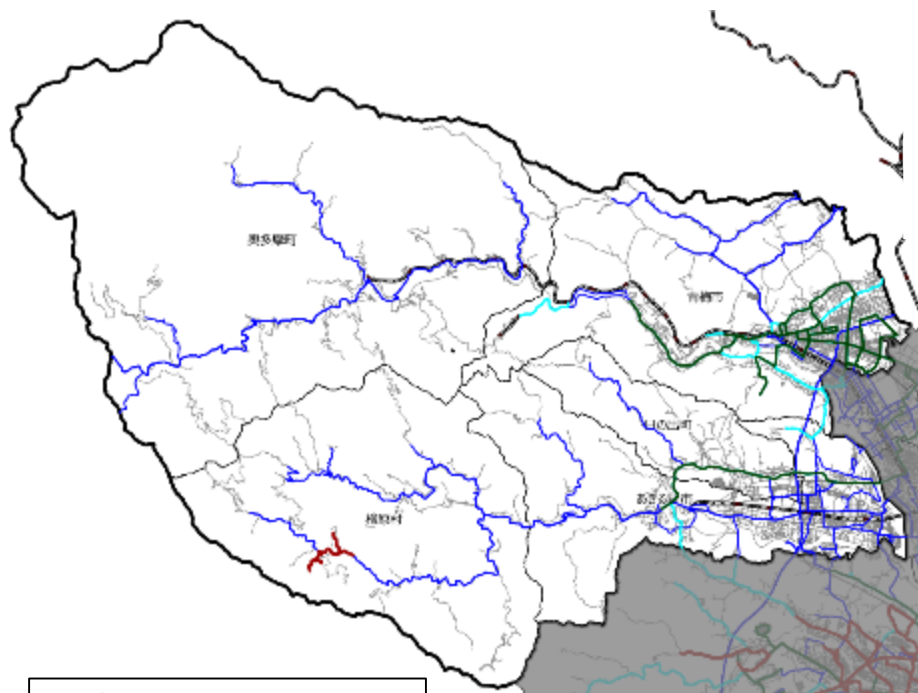 奥多摩町
青梅市
日の出町
あきる野市
檜原村